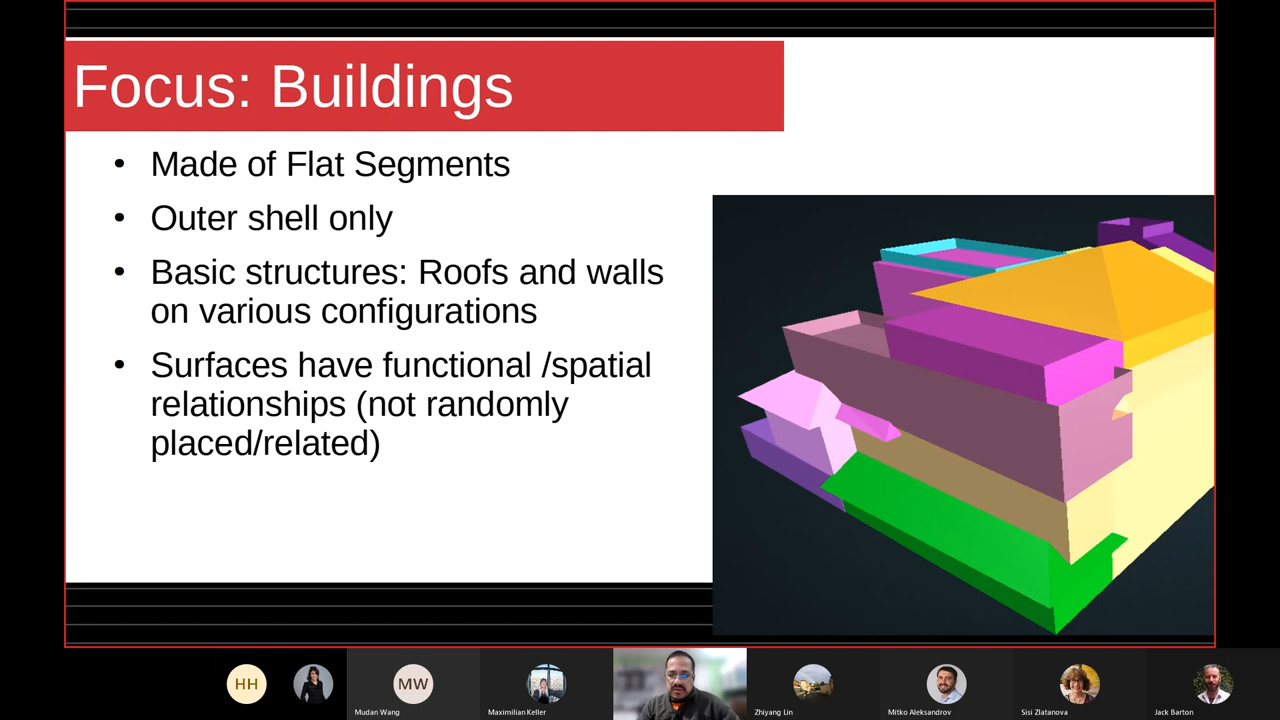 Focus: Buildings
• Made of Flat Segments
• Outer shell only
• Basic structures: Roofs and walls
on various configurations
• Surfaces have functional /spatial
relationships (not randomly
placed/related)
HH
MW
Mudan Wang
Maximilian Keller
Zhiyang Lin
Mitko Aleksandrov
Sisi Zlatanova
Jack Barton